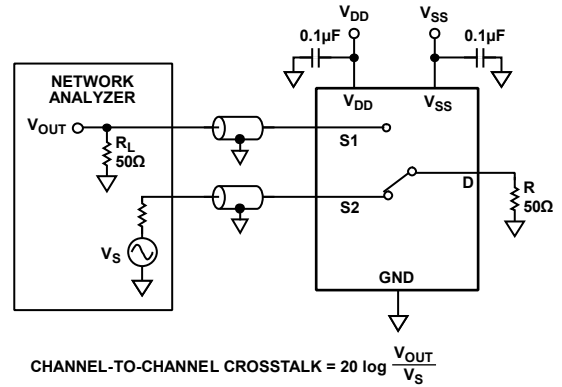 VDD
VSS
0.1µF
0.1µF
NETWORK
ANALYZER
VDD
VSS
VOUT
RL
50Ω
S1
S2
D
R
50Ω
VS
GND
CHANNEL-TO-CHANNEL CROSSTALK = 20 log VOUT
VS